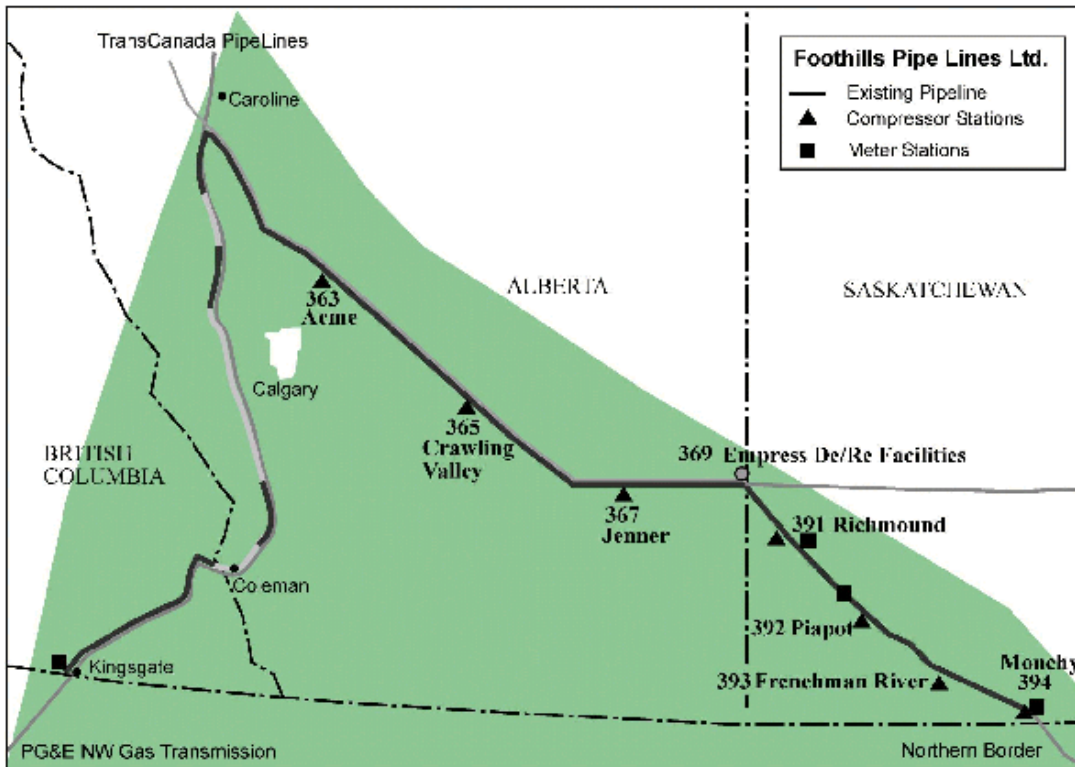 TransCanada PipeLines
Caroline
Foothills Pipe Lines Ltd.
Existing Pipeline
Compressor Stations
Meter Stations
363
Acme
ALBERTA
SASKATCHEWAN
Calgary
365
Crawling
Valley
BRITISH
COLUMBIA
369 Empress De/Re Facilities
367
Jenner
391 Richmound
Coleman
392 Piapot
Kingsgate
393 Frenchman River
Monchy
394
PG&E NW Gas Transmission
Northern Border